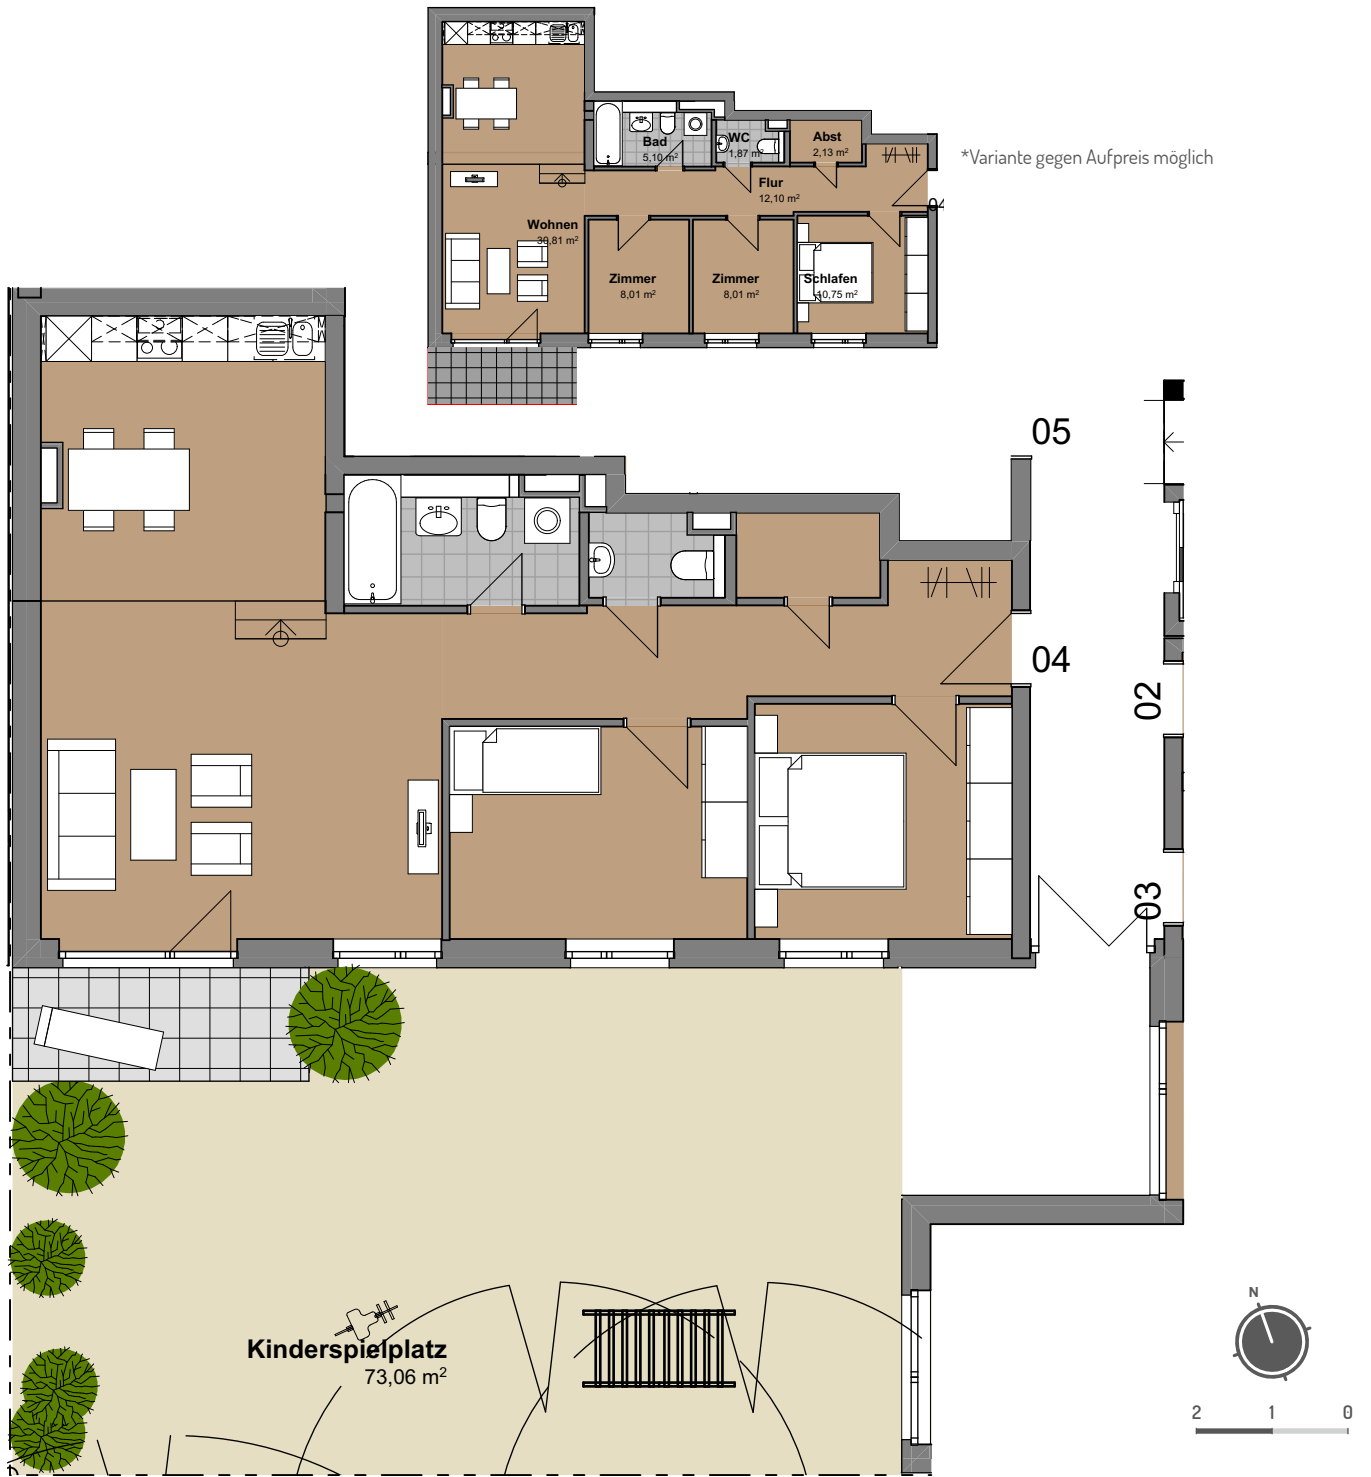 Bad
5,10 m²
WC
1,87 m²
Abst
2,13 m²
*Variante gegen Aufpreis möglich
Flur
12,10 m²
04
Wohnen
30,81 m²
Zimmer
8,01 m²
Zimmer
8,01 m²
Schlafen
10,75 m²
05
04
02
03
Kinderspielplatz
73,06 m²
N
2 1 0